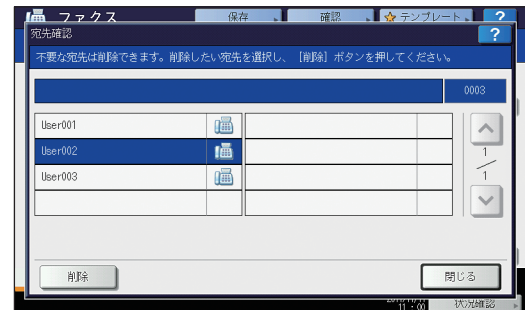 ファクス 保存 確認 テンプレート ?
宛先確認 ?
不要な宛先は削除できます。削除したい宛先を選択し、［削除］ボタンを押してください。
0003
User001
User002
User003
1
1
削除 閉じる
11：00 状況確認